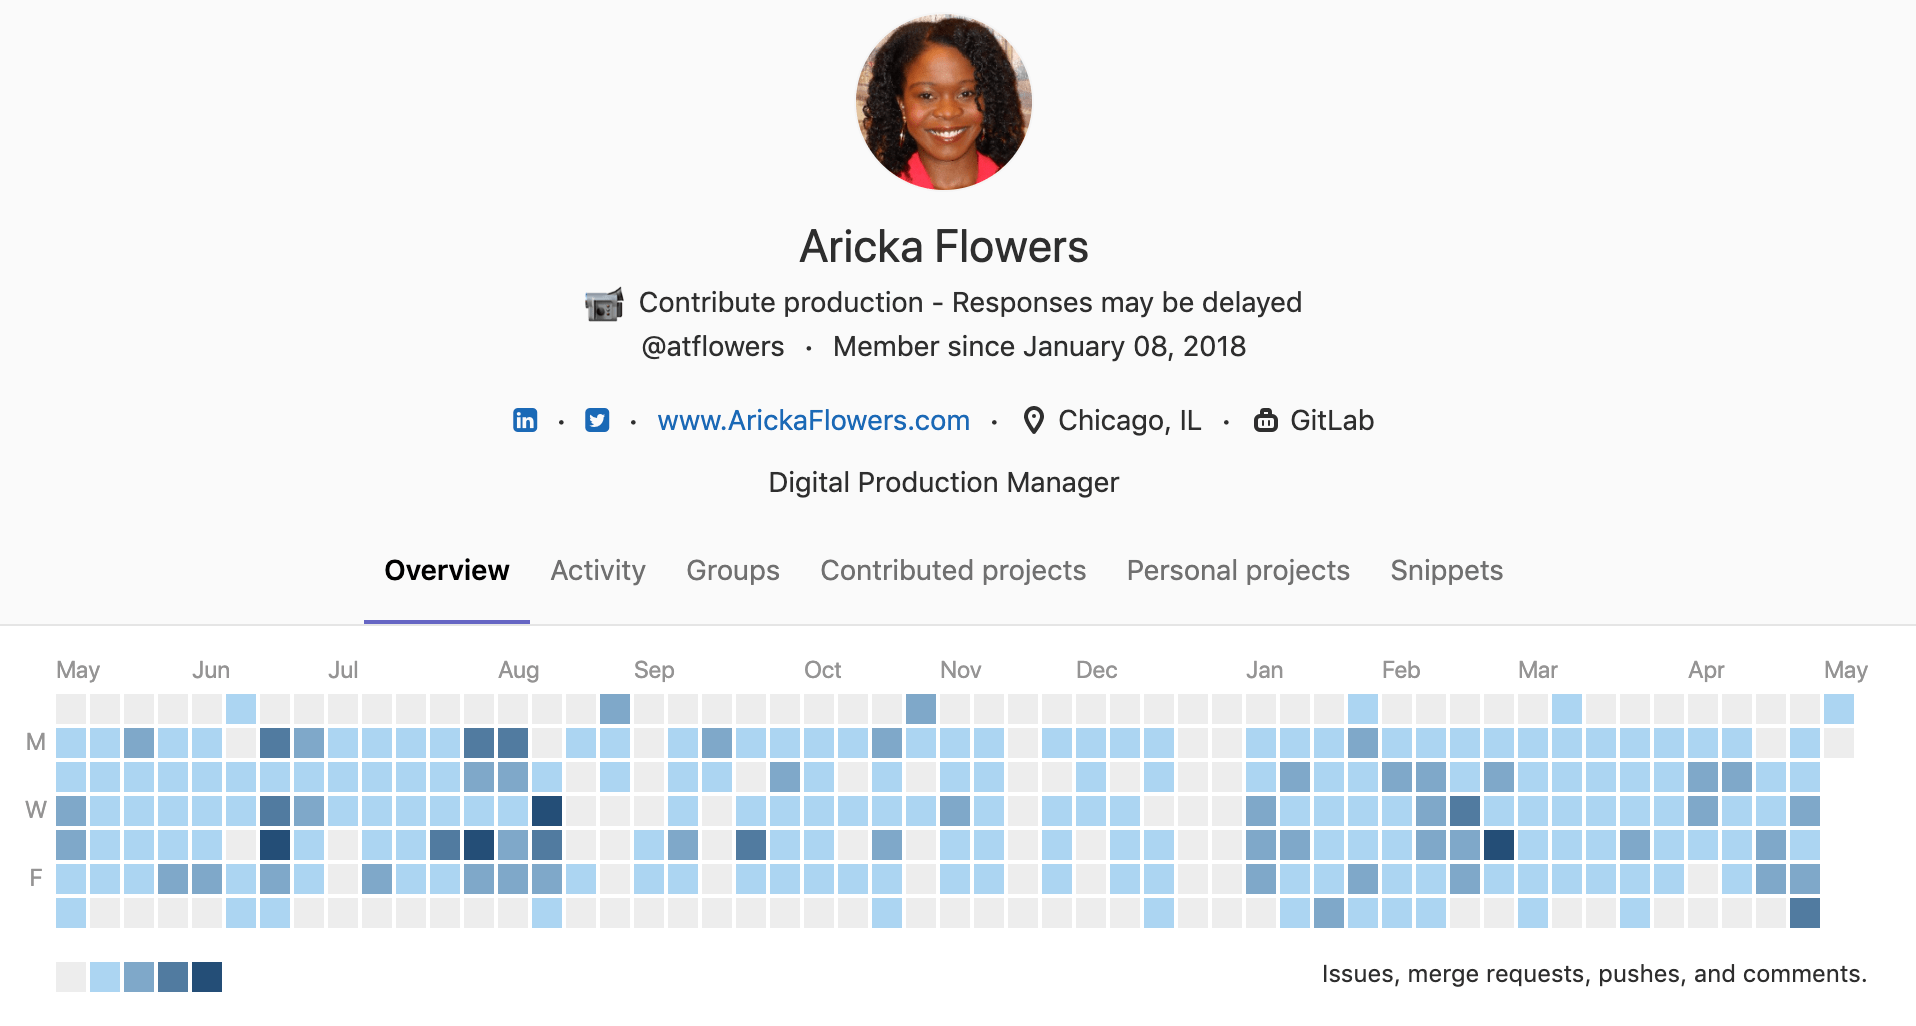 Aricka Flowers
Contribute production - Responses may be delayed
@atflowers · Member since January 08, 2018
in · · www.ArickaFlowers.com · Chicago, IL · GitLab
Digital Production Manager
Overview Activity Groups Contributed projects Personal projects Snippets
May Jun Jul Aug Sep Oct Nov Dec Jan Feb Mar Apr May
M
W
F
Issues, merge requests, pushes, and comments.